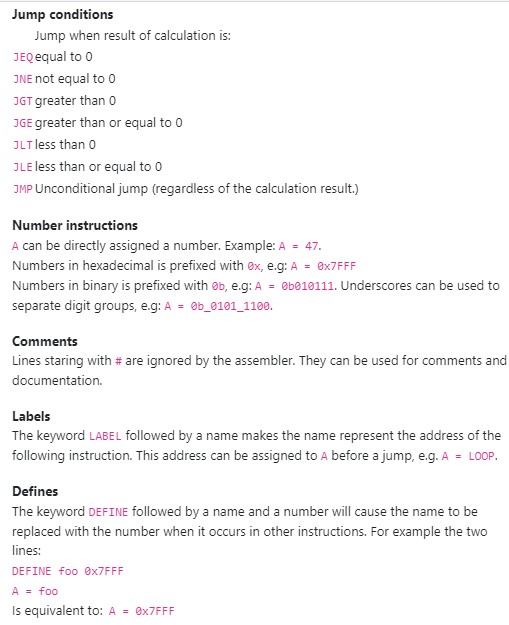 Jump conditions
Jump when result of calculation is:
JEQ equal to 0
JNE not equal to 0
JGT greater than 0
JGE greater than or equal to 0
JLT less than 0
JLE less than or equal to 0
JMP Unconditional jump (regardless of the calculation result.)
Number instructions
A can be directly assigned a number. Example: A = 47.
Numbers in hexadecimal is prefixed with 0x, e.g: A = 0x7FFF
Numbers in binary is prefixed with 0b, e.g: A = 0b010111. Underscores can be used to
separate digit groups, e.g: A = 0b_0101_1100.
Comments
Lines staring with # are ignored by the assembler. They can be used for comments and
documentation.
Labels
The keyword LABEL followed by a name makes the name represent the address of the
following instruction. This address can be assigned to A before a jump, e.g. A = LOOP.
Defines
The keyword DEFINE followed by a name and a number will cause the name to be
replaced with the number when it occurs in other instructions. For example the two
lines:
DEFINE foo 0x7FFF
A = foo
Is equivalent to: A = 0x7FFF